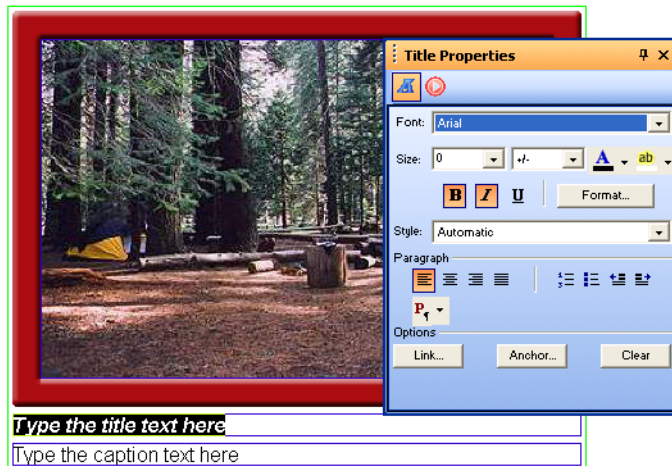 Title Properties
Font: Arial
Size: 0 +/- A ab
B I U Format...
Style: Automatic
Paragraph
P
Options
Link... Anchor... Clear
Type the title text here
Type the caption text here